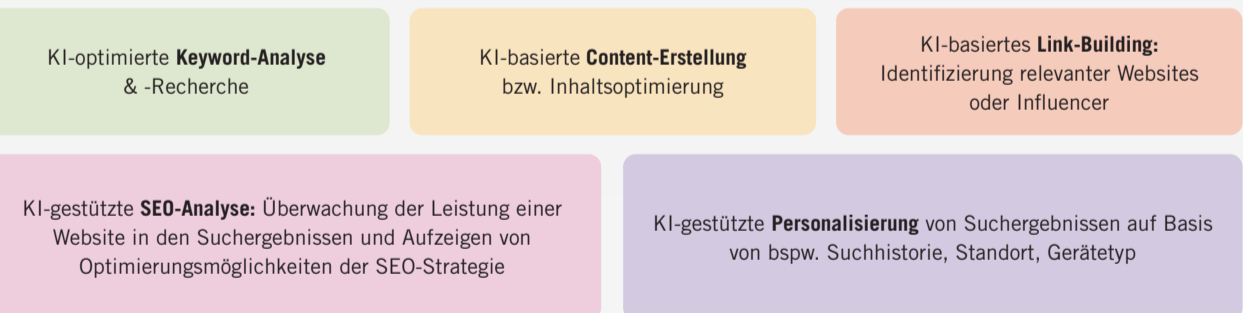 KI-optimierte Keyword-Analyse
& -Recherche
KI-basierte Content-Erstellung
bzw. Inhaltsoptimierung
KI-basiertes Link-Building:
Identifizierung relevanter Websites
oder Influencer
KI-gestützte SEO-Analyse: Überwachung der Leistung einer
Website in den Suchergebnissen und Aufzeigen von
Optimierungsmöglichkeiten der SEO-Strategie
KI-gestützte Personalisierung von Suchergebnissen auf Basis
von bspw. Suchhistorie, Standort, Gerätetyp